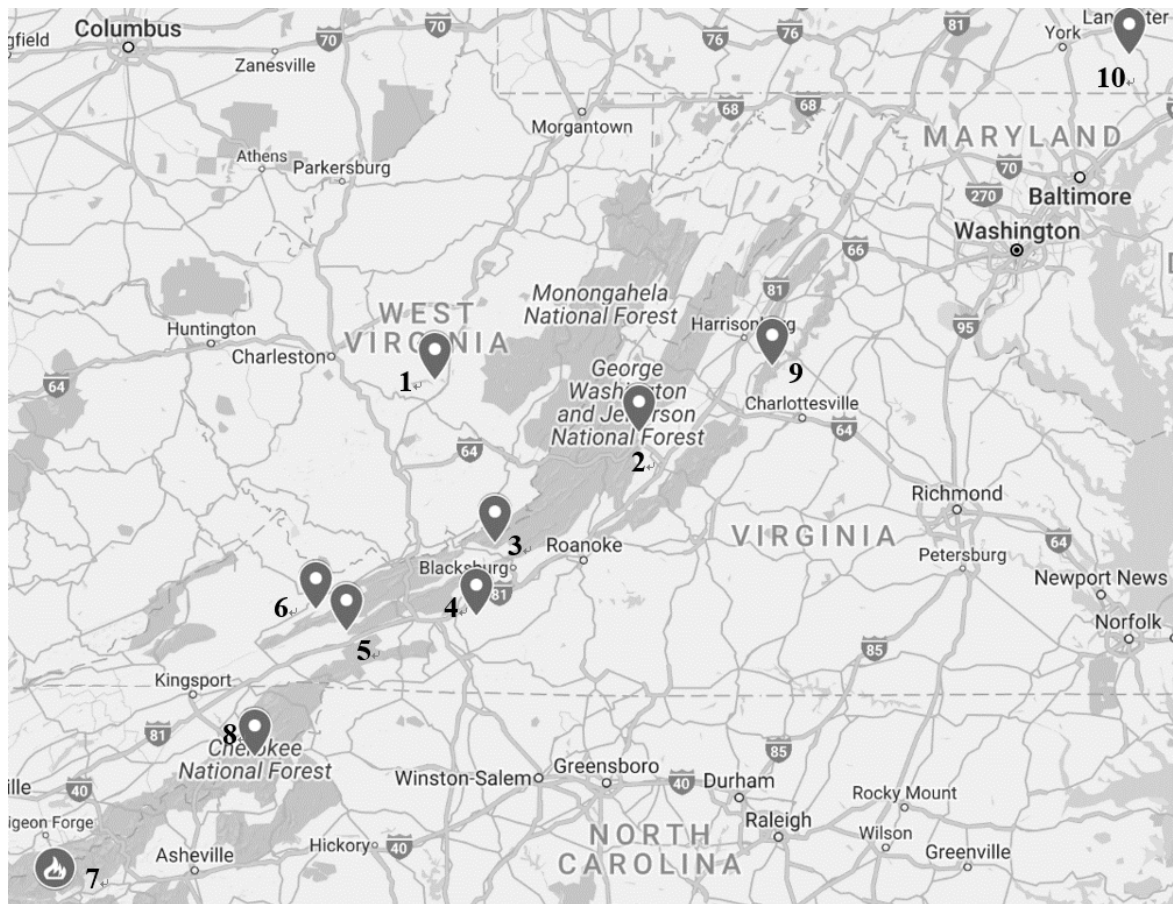 Columbus
70
70
76
76
81
Lancaster
York
gfield
Zanesville
10
68
68
Morgantown
MARYLAND
Athens
Parkersburg
70
Baltimore
270
Washington
66
81
Monongahela
National Forest
WEST
VIRGINIA
Huntington
Harrisonburg
95
Charleston
1
9
64
George
Washington
and Jefferson
National Forest
Charlottesville
64
64
2
Richmond
3
Roanoke
VIRGINIA
64
Blacksburg
Petersburg
81
Newport News
6
4
5
Norfolk
85
Kingsport
8
81
Cherokee
National Forest
85
Winston-Salem
Greensboro
40
Durham
ville
40
Rocky Mount
igeon Forge
Raleigh
NORTH
CAROLINA
Wilson
Hickory
40
Asheville
Greenville
7